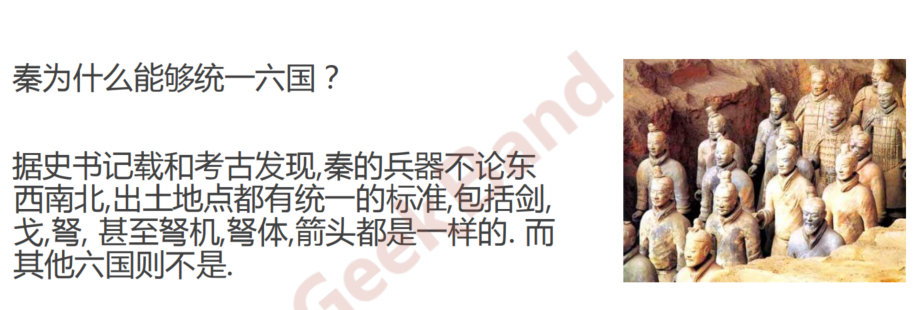 秦为什么能够统一六国？
据史书记载和考古发现,秦的兵器不论东
西南北,出土地点都有统一的标准,包括剑,
戈,弩, 甚至弩机,弩体,箭头都是一样的. 而
其他六国则不是.
GeekBand